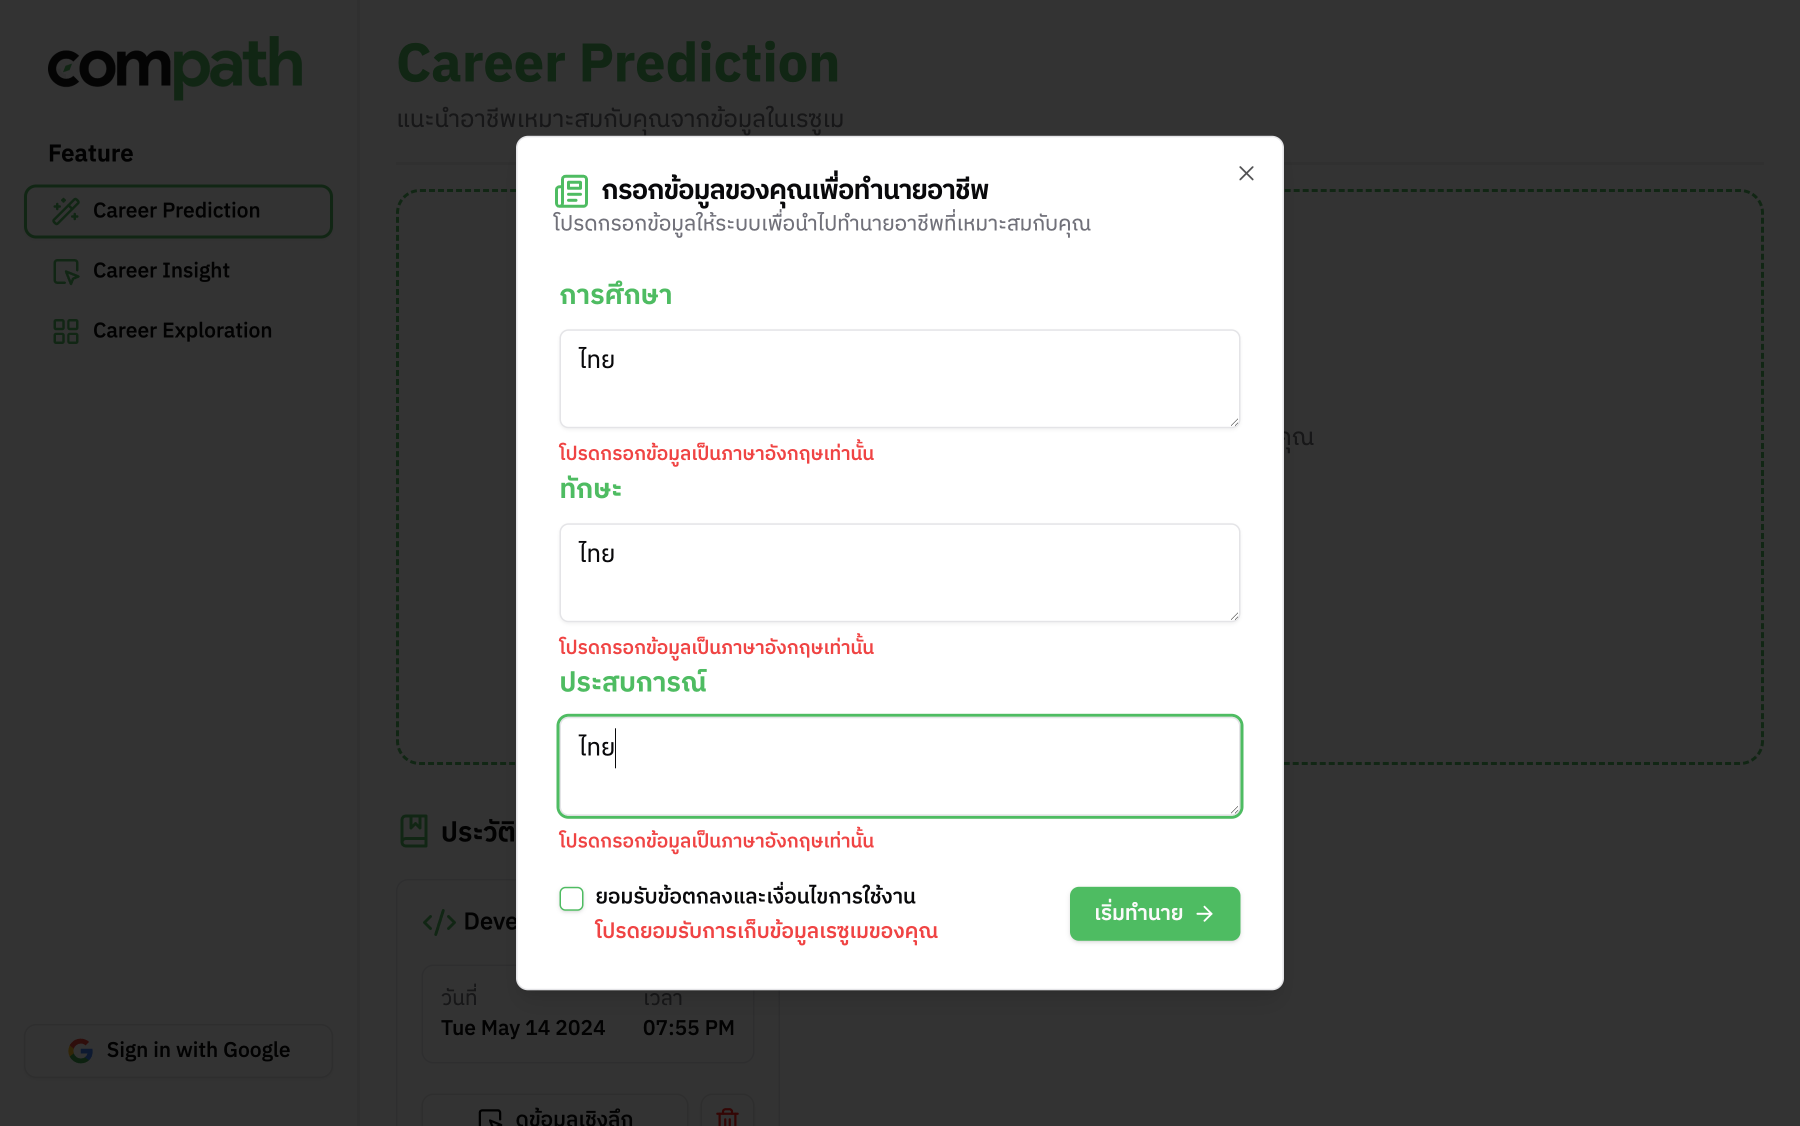 compath
Feature
Career Prediction
Career Insight
Career Exploration
Sign in with Google
Career Prediction
แนะนำอาชีพเหมาะสมกับคุณจากข้อมูลในเรซูเม
กรอกข้อมูลของคุณเพื่อทำนายอาชีพ
โปรดกรอกข้อมูลให้ระบบเพื่อนำไปทำนายอาชีพที่เหมาะสมกับคุณ
การศึกษา
ไทย
โปรดกรอกข้อมูลเป็นภาษาอังกฤษเท่านั้น
ทักษะ
ไทย
โปรดกรอกข้อมูลเป็นภาษาอังกฤษเท่านั้น
ประสบการณ์
ไทย
โปรดกรอกข้อมูลเป็นภาษาอังกฤษเท่านั้น
ยอมรับข้อตกลงและเงื่อนไขการใช้งาน
โปรดยอมรับการเก็บข้อมูลเรซูเมของคุณ
เริ่มทำนาย
ประวัติ
Deve
วันที่ เวลา
Tue May 14 2024 07:55 PM
ดูข้อมูลเชิงลึก